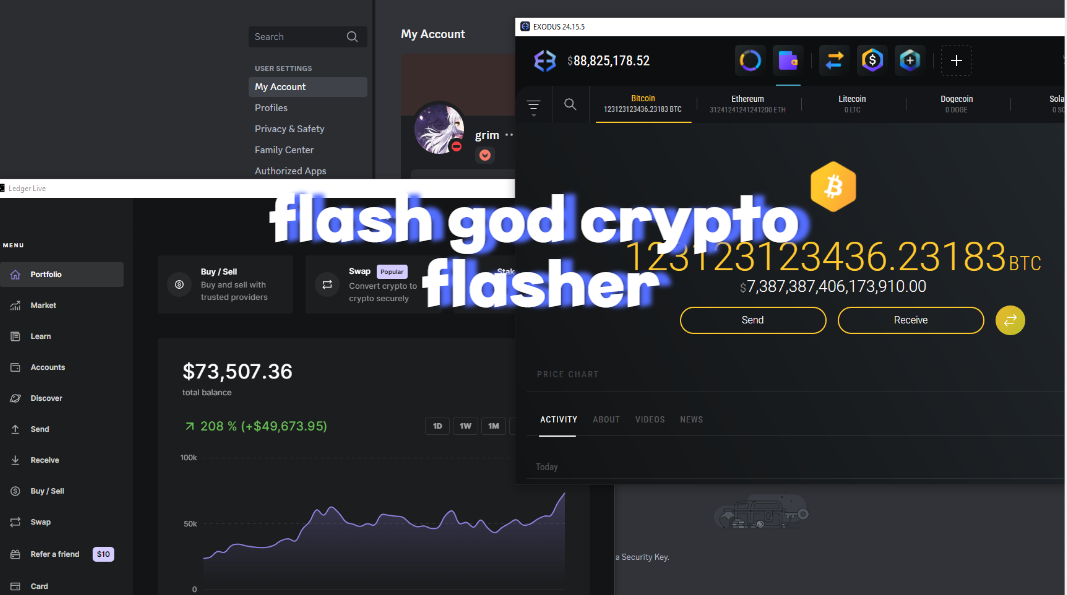 Search
USER SETTINGS
My Account
Profiles
Privacy & Safety
Family Center
Authorized Apps
My Account
grim
EXODUS 24.15.5
$88,825,178.52
Bitcoin
123123123436.23183 BTC
Ethereum
31241241241241200 ETH
Litecoin
0 LTC
Dogecoin
0 DOGE
Sola
0 SO
flash god crypto
flasher
123123123436.23183 BTC
$7,387,387,406,173,910.00
Send
Receive
PRICE CHART
ACTIVITY
ABOUT
VIDEOS
NEWS
Today
Ledger Live
MENU
Portfolio
Market
Learn
Accounts
Discover
Send
Receive
Buy / Sell
Swap
Refer a friend $10
Card
Buy / Sell
Buy and sell with
trusted providers
Swap Popular
Convert crypto to
crypto securely
Stak
$73,507.36
total balance
208 % (+$49,673.95)
1D
1W
1M
100k
50k
0
a Security Key.